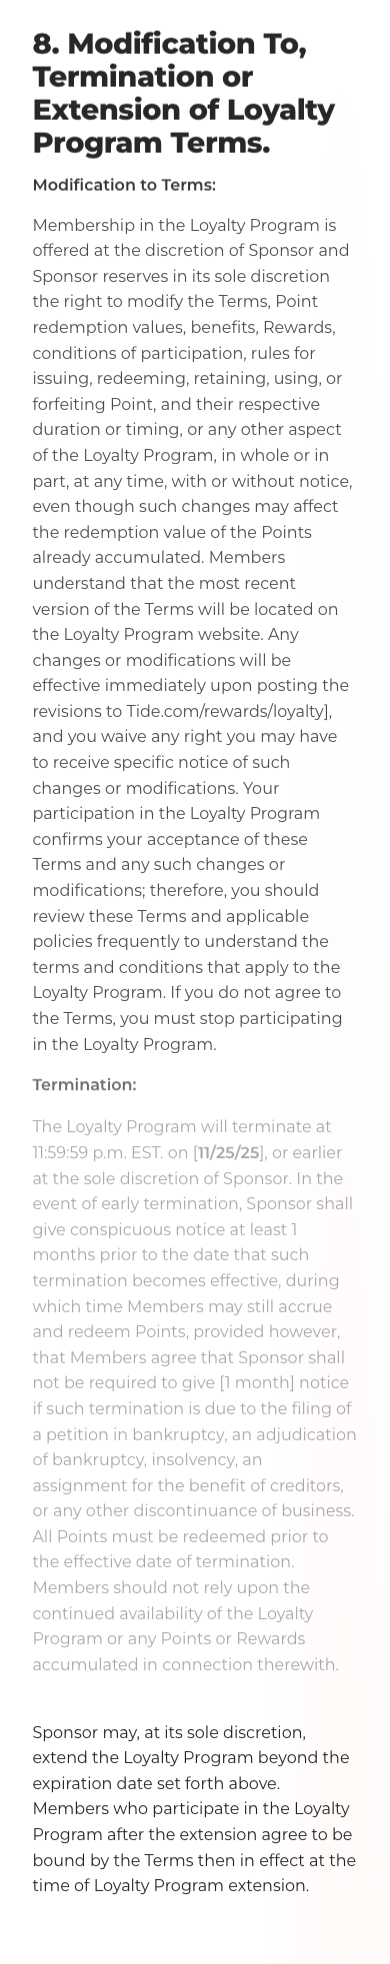 8. Modification To,
Termination or
Extension of Loyalty
Program Terms.
Modification to Terms:
Membership in the Loyalty Program is
offered at the discretion of Sponsor and
Sponsor reserves in its sole discretion
the right to modify the Terms, Point
redemption values, benefits, Rewards,
conditions of participation, rules for
issuing, redeeming, retaining, using, or
forfeiting Point, and their respective
duration or timing, or any other aspect
of the Loyalty Program, in whole or in
part, at any time, with or without notice,
even though such changes may affect
the redemption value of the Points
already accumulated. Members
understand that the most recent
version of the Terms will be located on
the Loyalty Program website. Any
changes or modifications will be
effective immediately upon posting the
revisions to Tide.com/rewards/loyalty],
and you waive any right you may have
to receive specific notice of such
changes or modifications. Your
participation in the Loyalty Program
confirms your acceptance of these
Terms and any such changes or
modifications; therefore, you should
review these Terms and applicable
policies frequently to understand the
terms and conditions that apply to the
Loyalty Program. If you do not agree to
the Terms, you must stop participating
in the Loyalty Program.
Termination:
The Loyalty Program will terminate at
11:59:59 p.m. EST. on [11/25/25], or earlier
at the sole discretion of Sponsor. In the
event of early termination, Sponsor shall
give conspicuous notice at least 1
months prior to the date that such
termination becomes effective, during
which time Members may still accrue
and redeem Points, provided however,
that Members agree that Sponsor shall
not be required to give [1 month] notice
if such termination is due to the filing of
a petition in bankruptcy, an adjudication
of bankruptcy, insolvency, an
assignment for the benefit of creditors,
or any other discontinuance of business.
All Points must be redeemed prior to
the effective date of termination.
Members should not rely upon the
continued availability of the Loyalty
Program or any Points or Rewards
accumulated in connection therewith.
Sponsor may, at its sole discretion,
extend the Loyalty Program beyond the
expiration date set forth above.
Members who participate in the Loyalty
Program after the extension agree to be
bound by the Terms then in effect at the
time of Loyalty Program extension.